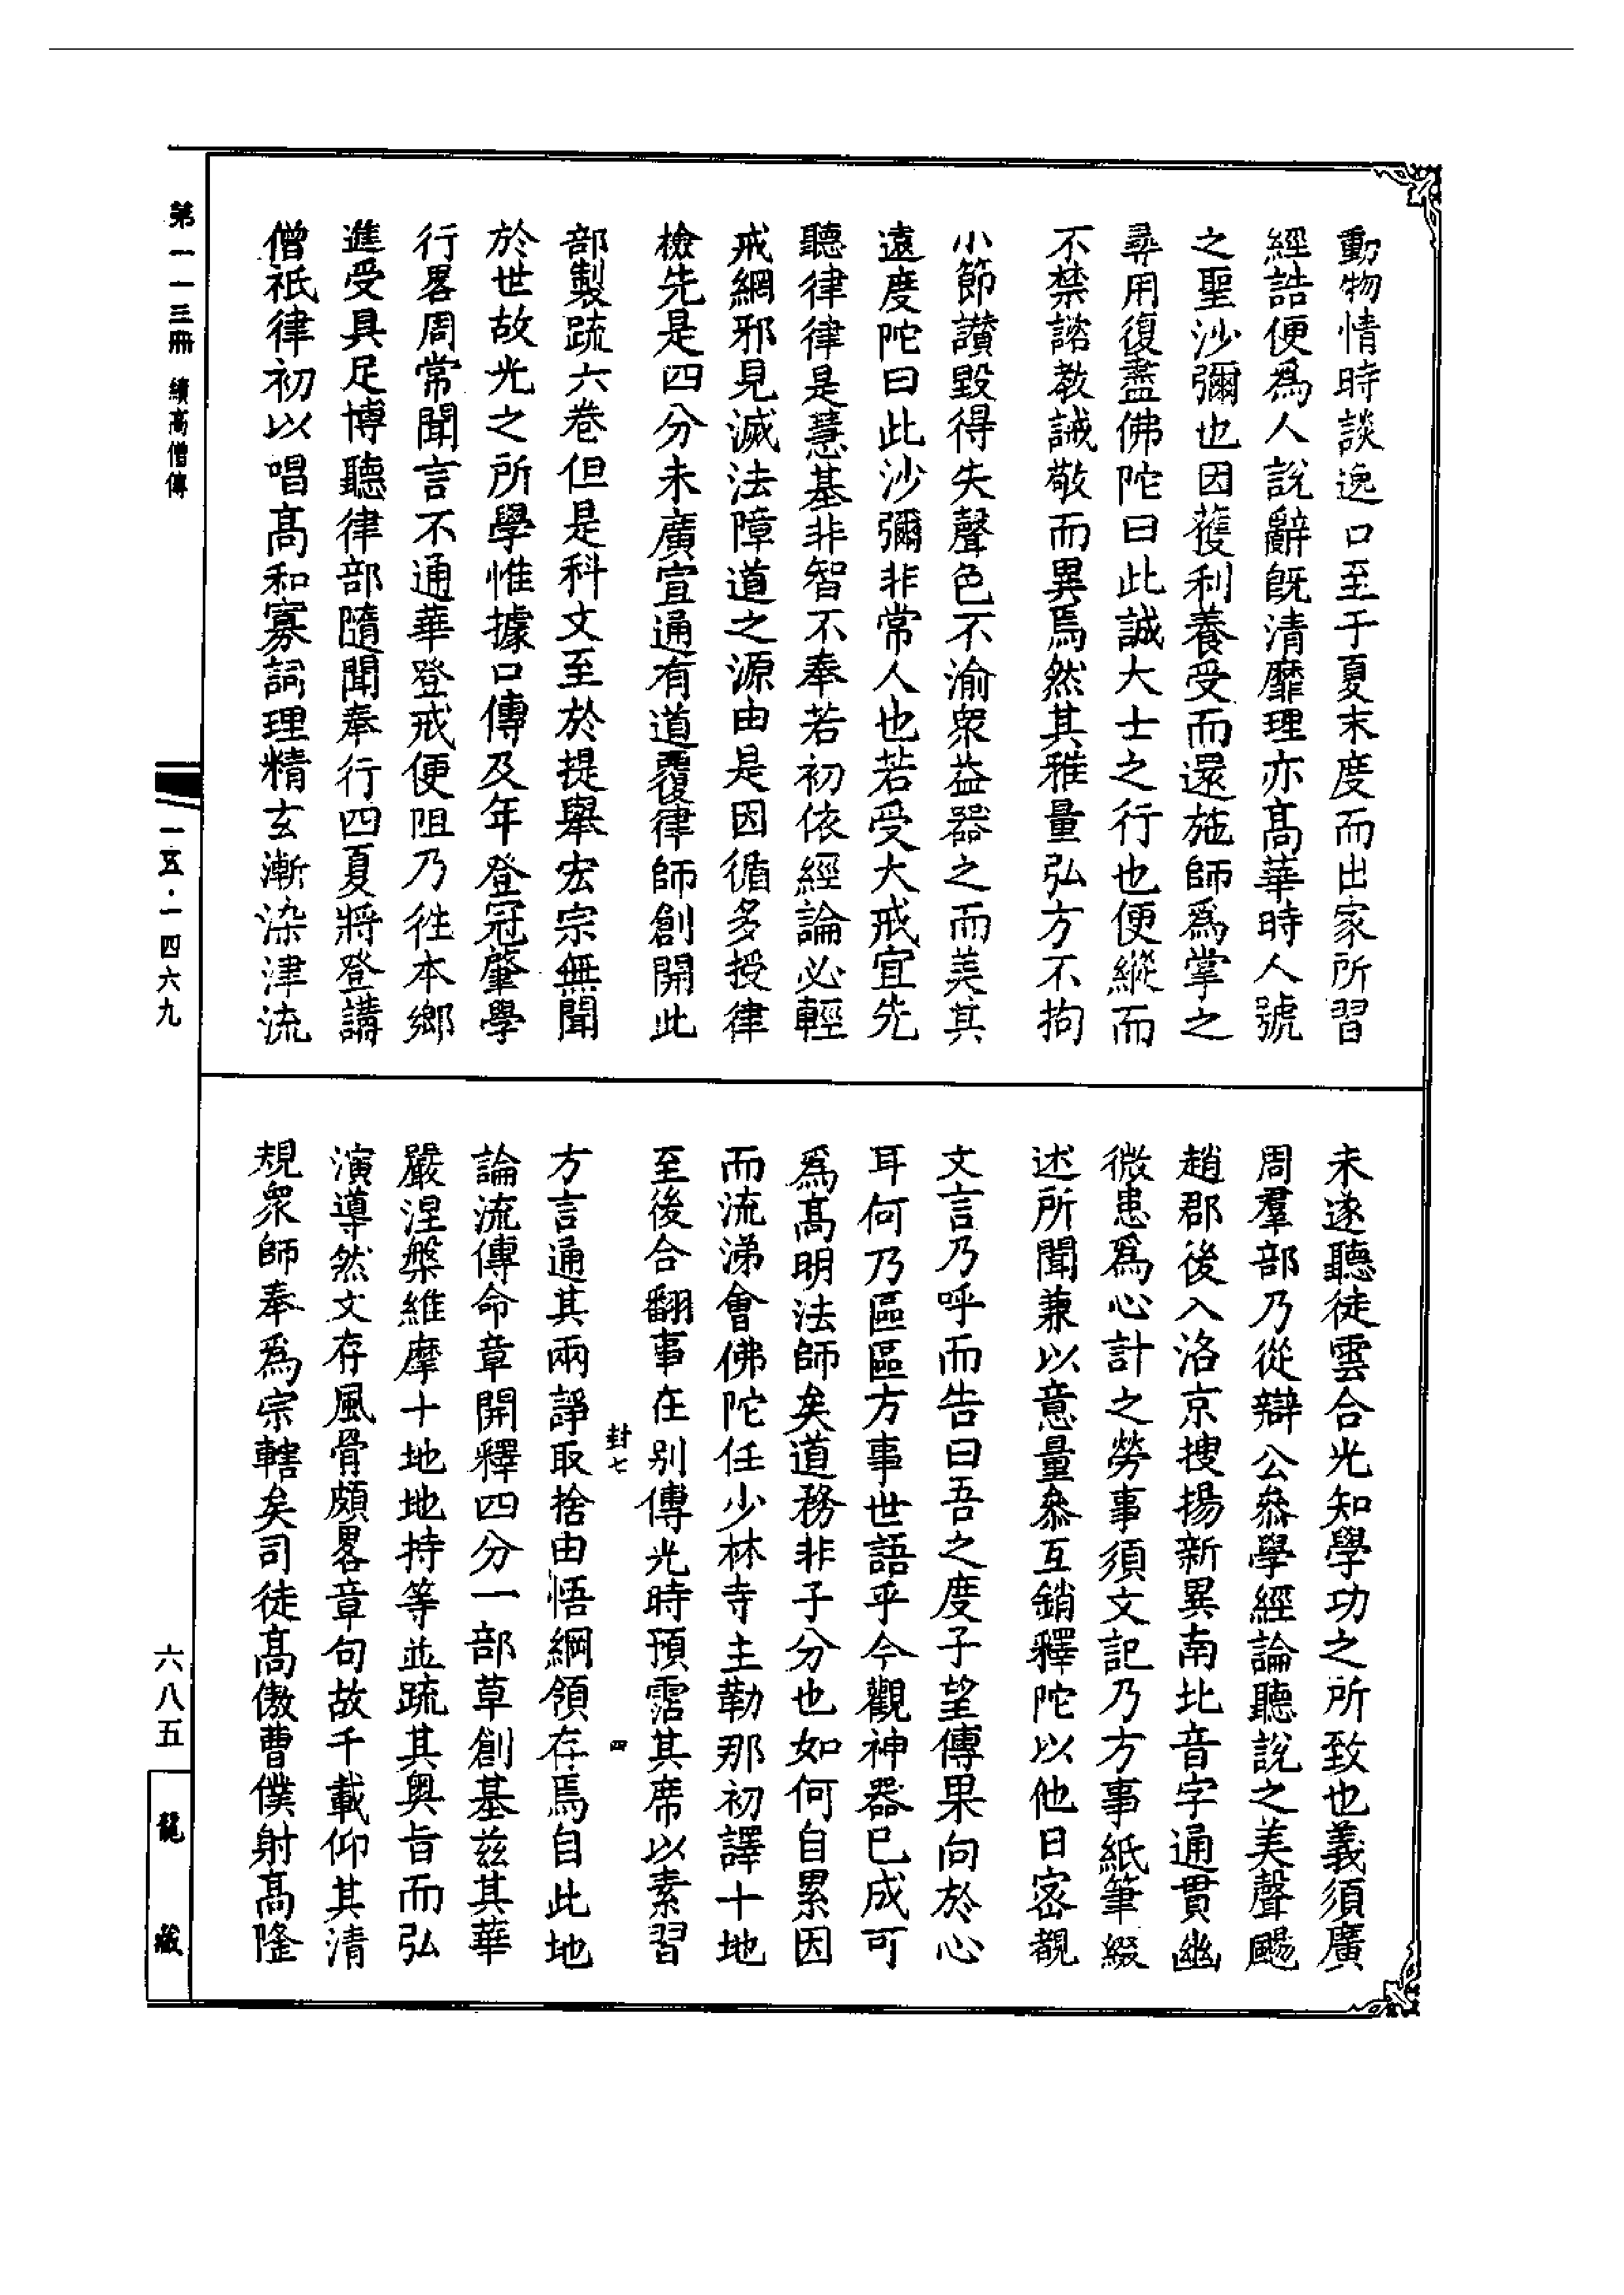 動物情時談逸口至于夏末度而出家所習
經誥便爲人說辭旣清靡理亦高華時人號
之聖沙彌也因獲利養受而還施師爲掌之
尋用復盡佛陀曰此誠大士之行也便縱而
不禁諮教誡敬而異焉然其雅量弘方不拘
小節讚毀得失聲色不渝衆益器之而美其
遠度陀曰此沙彌非常人也若受大戒宜先
聽律律是慧基非智不奉若初依經論必輕
戒網邪見滅法障道之源由是因循多授律
檢先是四分未廣宣通有道覆律師創開此
部製疏六卷但是科文至於提舉宏宗無聞
於世故光之所學惟據口傳及年登冠肇學
行畧周常聞言不通華登戒便阻乃徃本鄉
進受具足博聽律部隨聞奉行四夏將登講
僧祇律初以唱高和寡詞理精玄漸染津流
未遂聽徒雲合光知學功之所致也義須廣
周羣部乃從辯公叅學經論聽說之美聲颺
趙郡後入洛京搜揚新異南北音字通貫幽
微患爲心計之勞事須文記乃方事紙筆綴
述所聞兼以意量叅互銷釋陀以他日密覩
文言乃呼而告曰吾之度子望傳果向於心
耳何乃區區方事世語乎今觀神器已成可
爲高明法師矣道務非子分也如何自累因
而流涕會佛陀任少林寺主勒那初譯十地
至後合翻事在別傳光時預霑其席以素習
封七
四
方言通其兩諍取捨由悟綱領存焉自此地
論流傳命章開釋四分一部草創基兹其華
嚴涅槃維摩十地地持等並疏其奧旨而弘
演導然文存風骨頗畧章句故千載仰其清
規衆師奉爲宗轄矣司徒高傲曹僕射高隆
第一一三冊　續高僧傳
一五·一四六九
六八五
龍藏